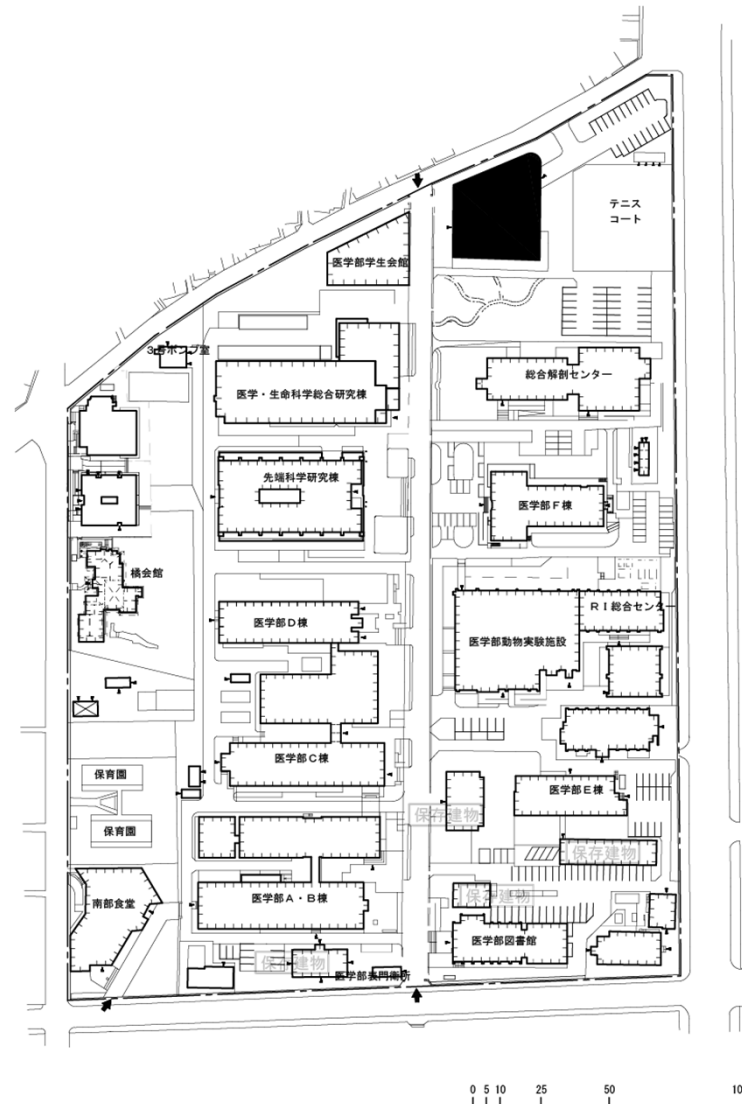 テニス
コート
医学部学生会館
3号ポンプ室
総合解剖センター
医学・生命科学総合研究棟
先端科学研究棟
医学部F棟
橘会館
RI総合センター
医学部D棟
医学部動物実験施設
医学部C棟
保育園
医学部E棟
保存建物
保育園
保存建物
南部食堂
医学部A・B棟
保存建物
医学部図書館
保存建物
医学部表門衛所
0 5 10 25 50 10